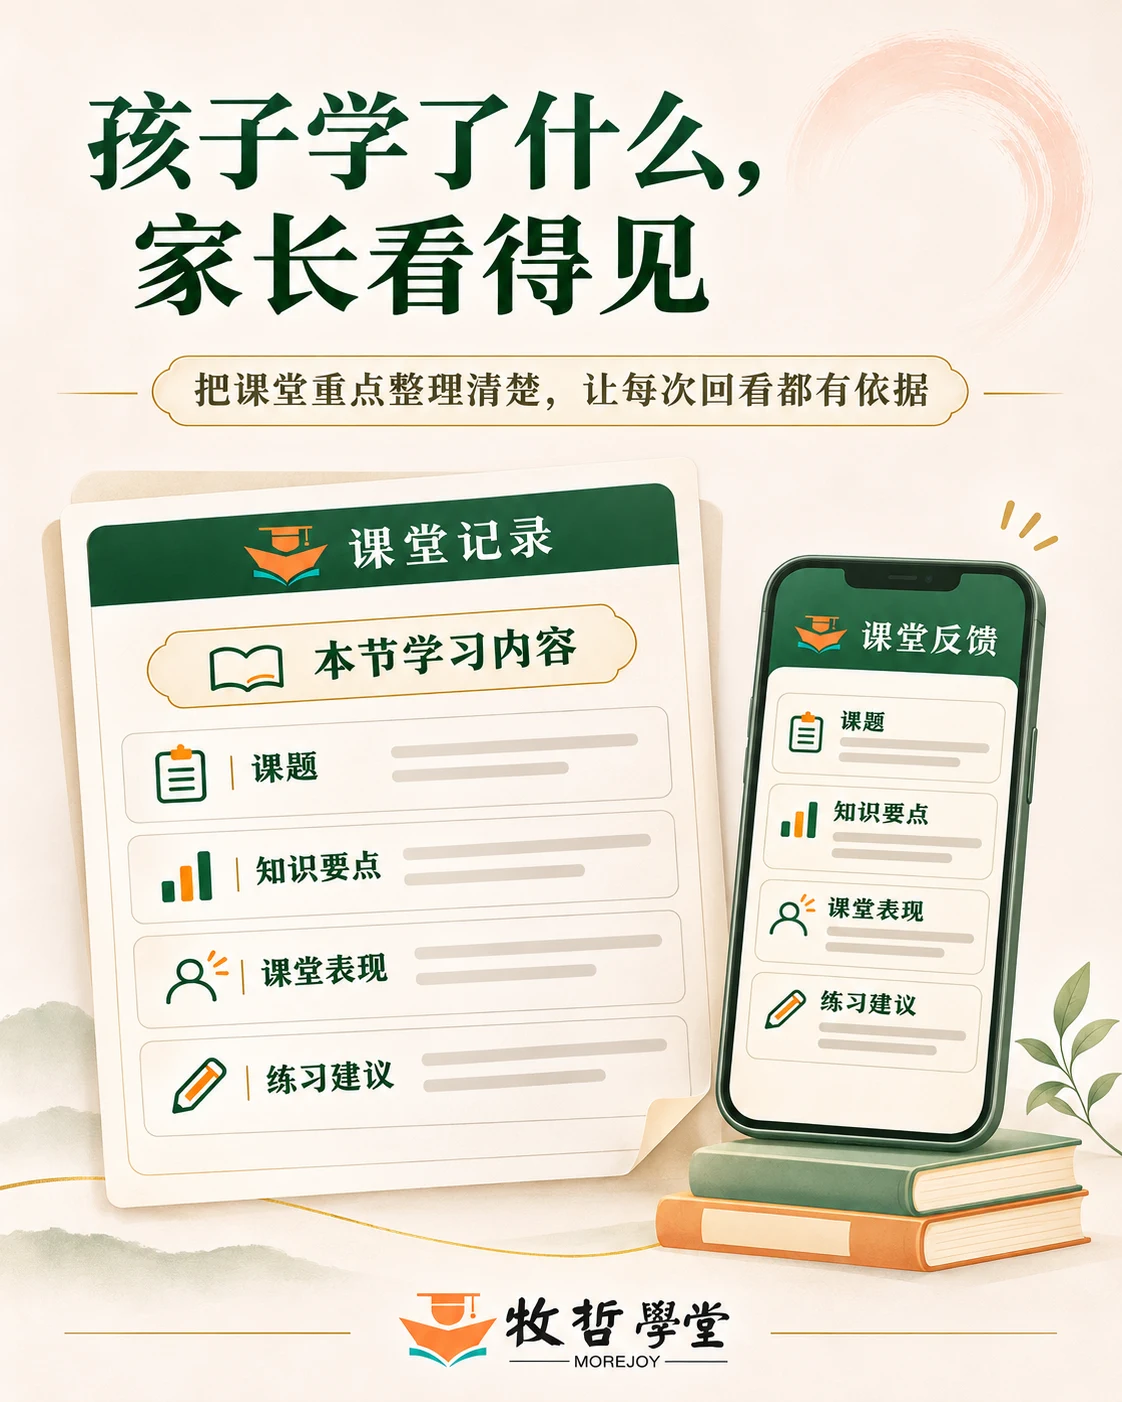 孩子学了什么，
家长看得见
把课堂重点整理清楚，让每次回看都有依据
课堂记录
本节学习内容
课题
知识要点
课堂表现
练习建议
课堂反馈
课题
知识要点
课堂表现
练习建议
牧哲學堂
MOREJOY